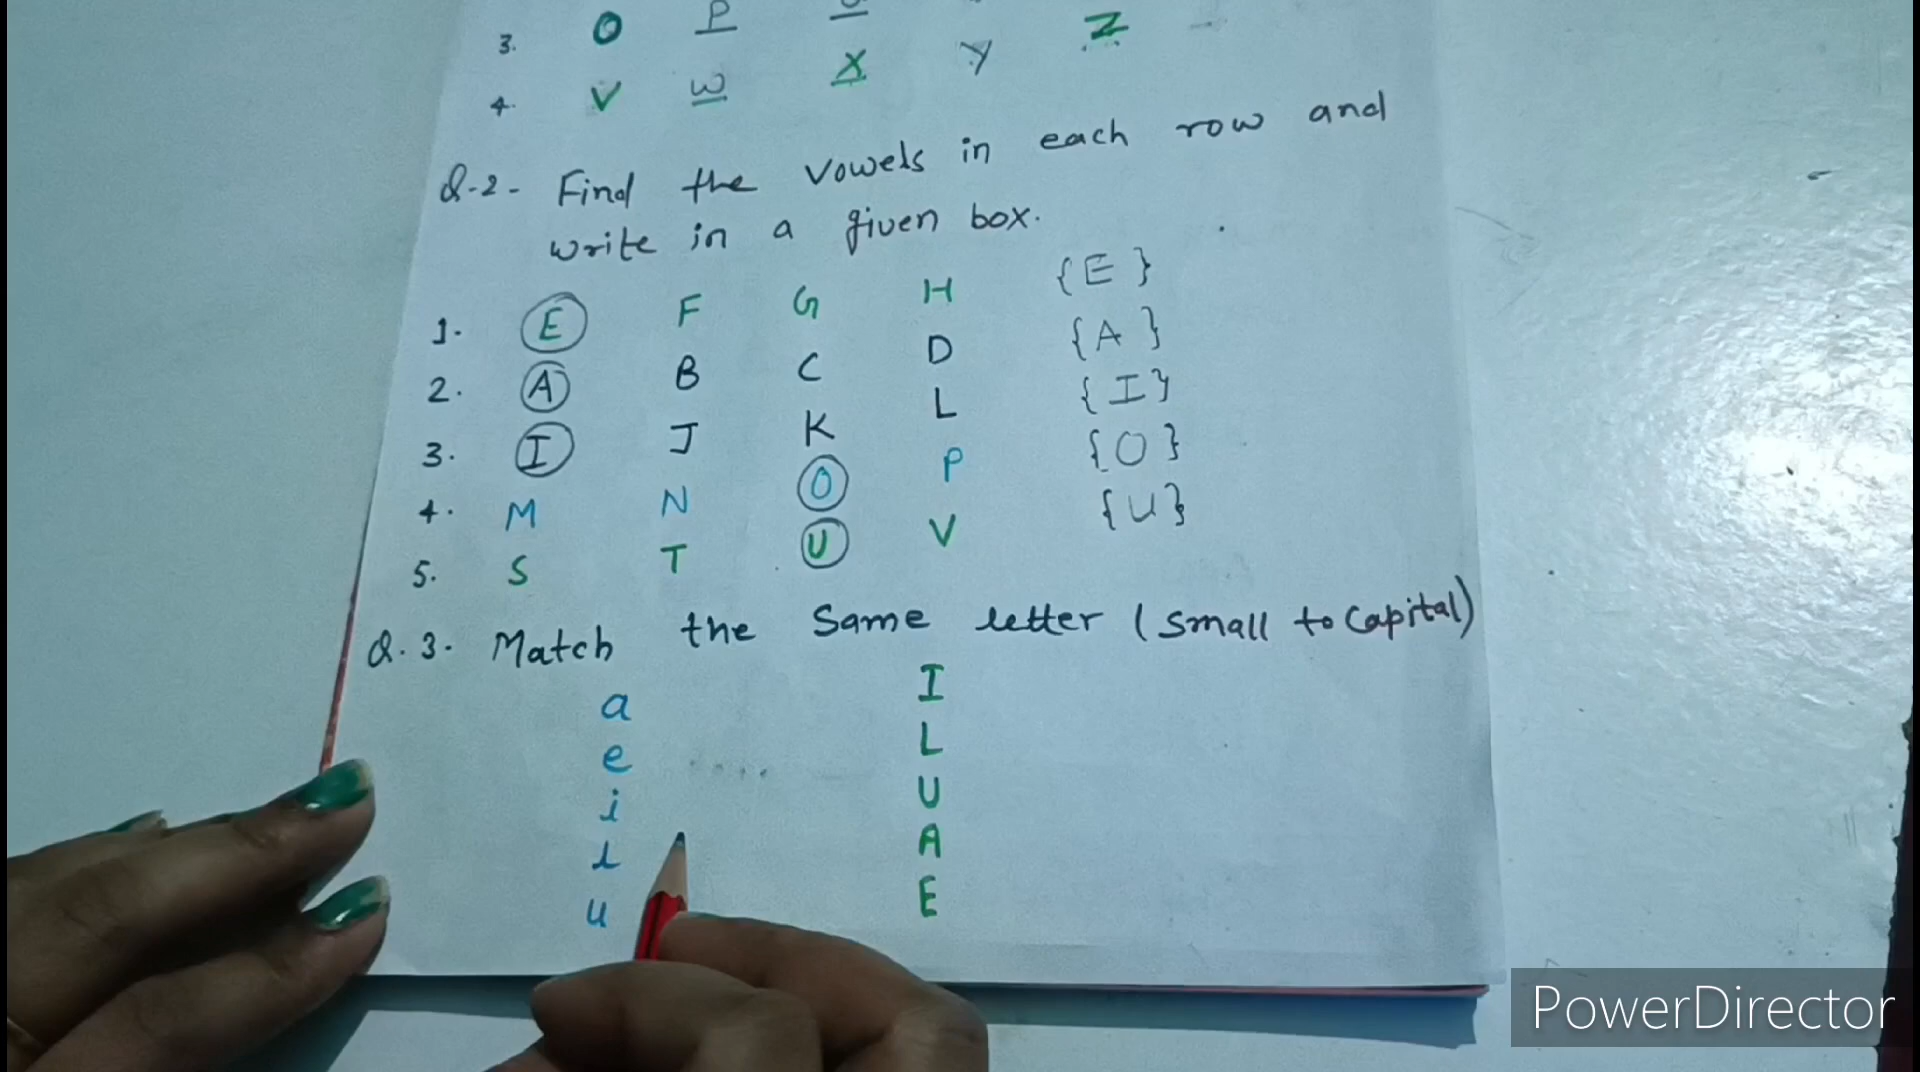 3. O P
4. V W X Y Z
Q-2- Find the Vowels in each row and
write in a given box.
1. E F G H {E}
2. A B C D {A}
3. I J K L {I}
4. M N O P {O}
5. S T U V {U}
Q.3. Match the Same letter (Small to Capital)
a I
e L
i U
l A
u E
PowerDirector